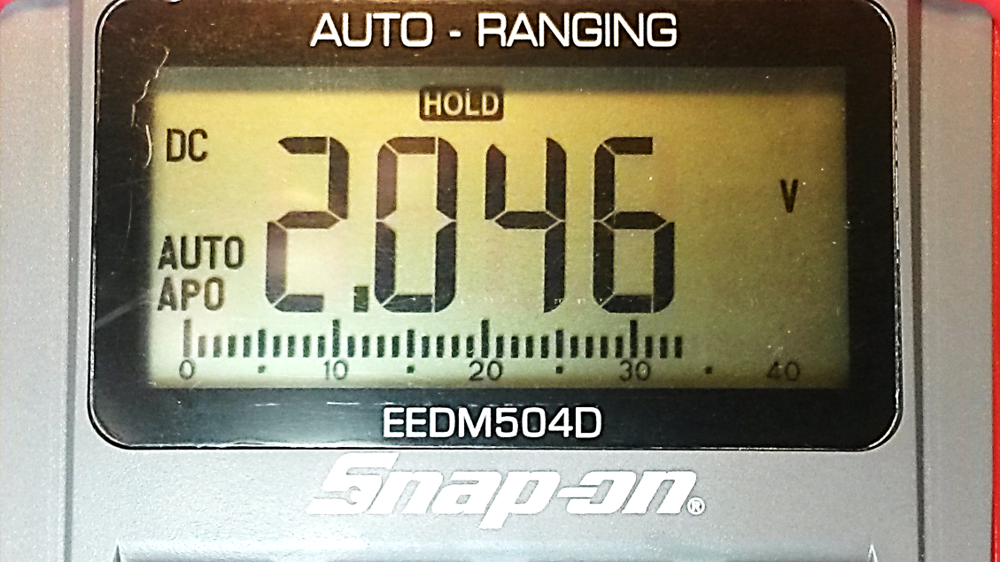 AUTO - RANGING
HOLD
DC
2.046
V
AUTO
APO
0 10 20 30 40
EEDM504D
Snap-on®